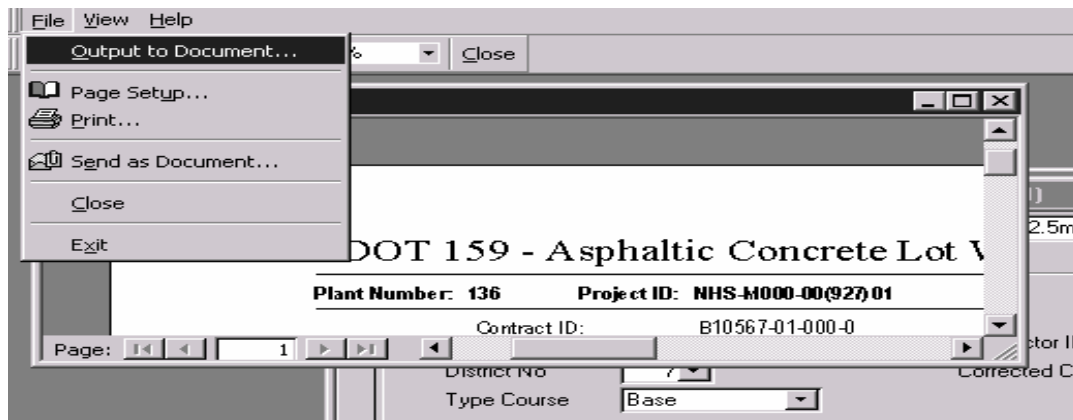 File View Help
Output to Document...
% Close
Page Setup...
Print...
Send as Document...
Close
Exit
2.5m
DOT 159 - Asphaltic Concrete Lot
Plant Number: 136 Project ID: NHS-M000-00(927) 01
Contract ID: B10567-01-000-0
Page: 1
District No 7
Corrected C
Type Course Base